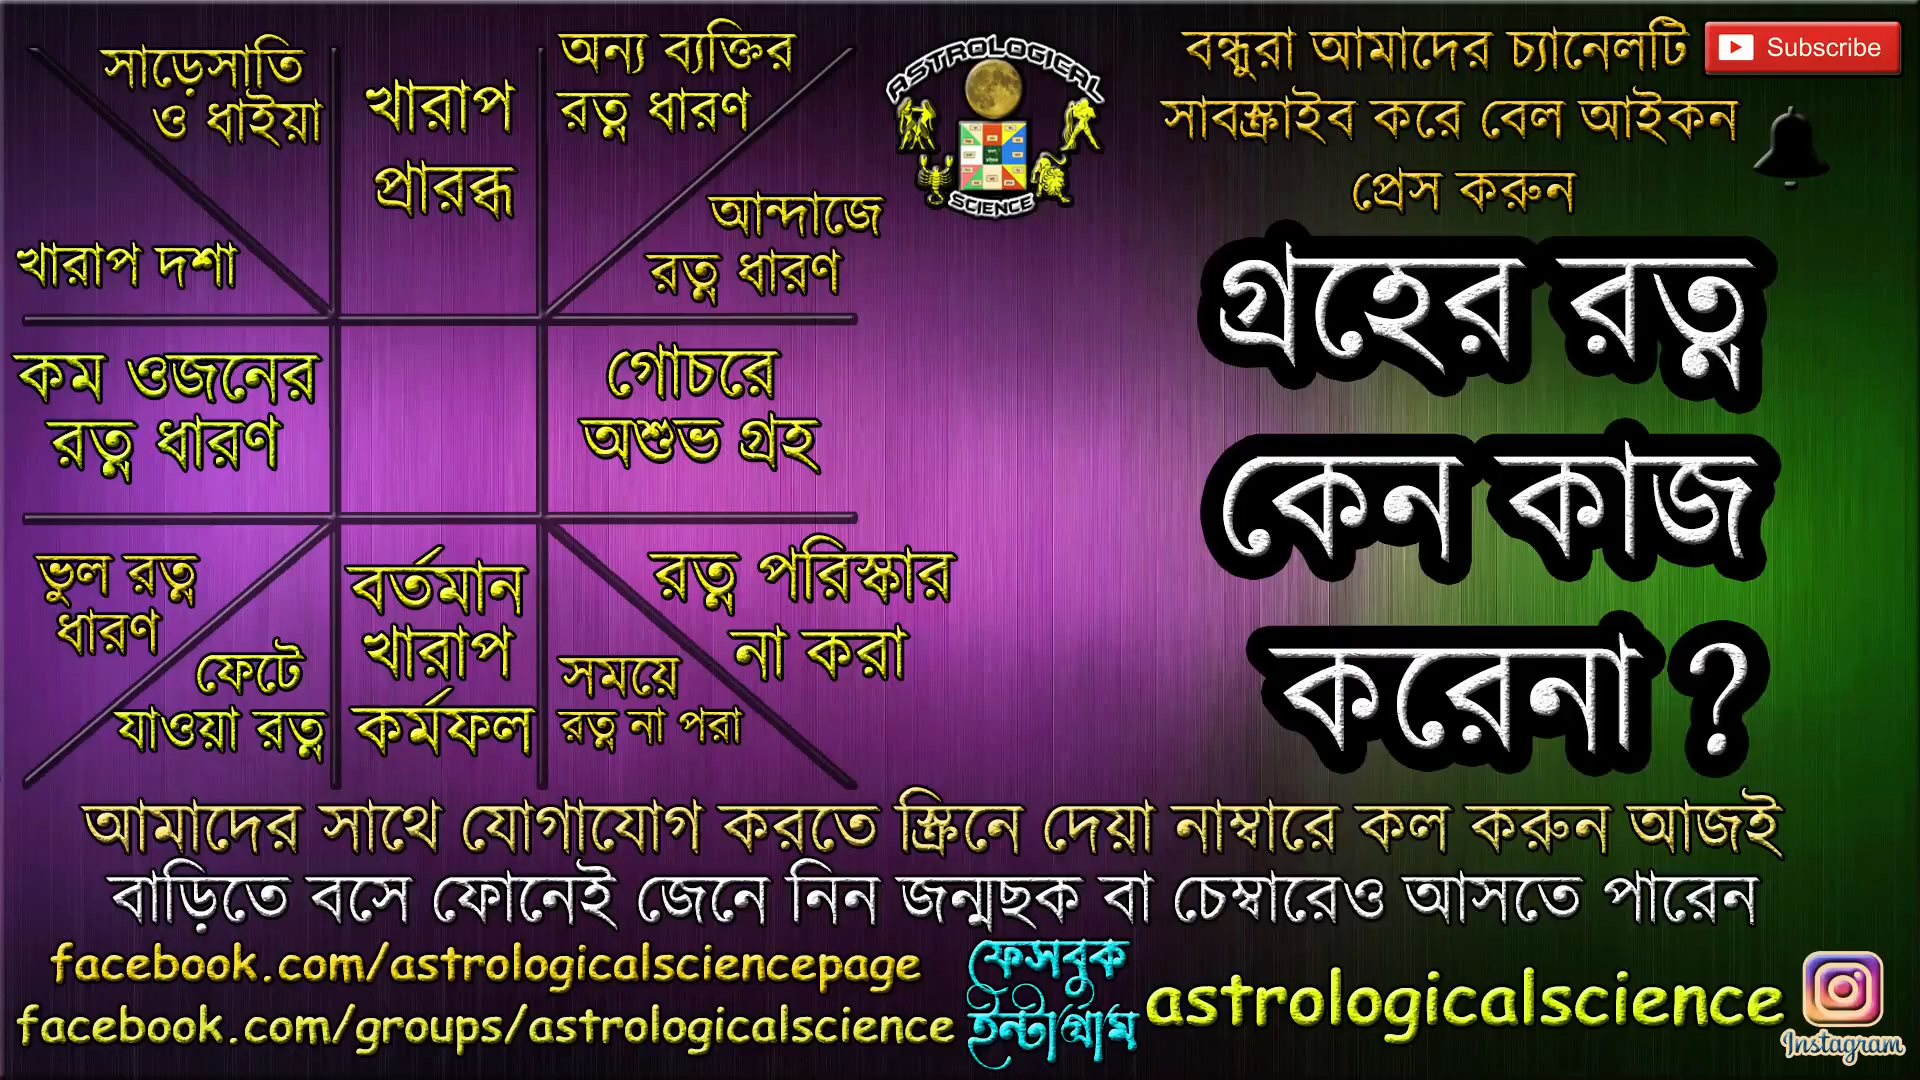 সাড়েসাতি
ও ধাইয়া
খারাপ দশা
খারাপ
প্রারব্ধ
অন্য ব্যক্তির
রত্ন ধারণ
আন্দাজে
রত্ন ধারণ
কম ওজনের
রত্ন ধারণ
গোচরে
অশুভ গ্রহ
ভুল রত্ন
ধারণ
ফেটে
যাওয়া রত্ন
বর্তমান
খারাপ
কর্মফল
রত্ন পরিস্কার
না করা
সময়ে
রত্ন না পরা
ASTROLOGICAL
SCIENCE
বন্ধুরা আমাদের চ্যানেলটি
Subscribe
সাবস্ক্রাইব করে বেল আইকন
প্রেস করুন
গ্রহের রত্ন
কেন কাজ
করেনা ?
আমাদের সাথে যোগাযোগ করতে স্ক্রিনে দেয়া নাম্বারে কল করুন আজই
বাড়িতে বসে ফোনেই জেনে নিন জন্মছক বা চেম্বারেও আসতে পারেন
facebook.com/astrologicalsciencepage
facebook.com/groups/astrologicalscience
ফেসবুক
ইন্টাগ্রাম
astrologicalscience
Instagram